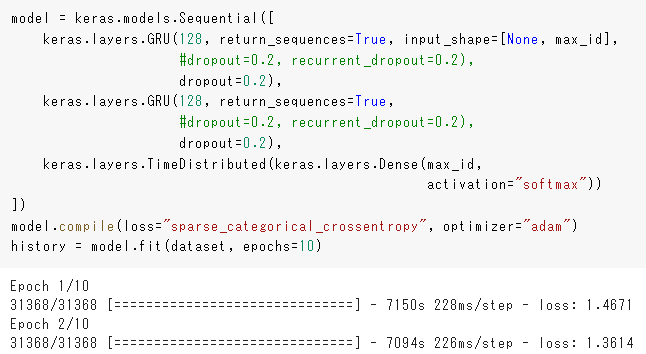 model = keras.models.Sequential([
    keras.layers.GRU(128, return_sequences=True, input_shape=[None, max_id],
                     #dropout=0.2, recurrent_dropout=0.2),
                     dropout=0.2),
    keras.layers.GRU(128, return_sequences=True,
                     #dropout=0.2, recurrent_dropout=0.2),
                     dropout=0.2),
    keras.layers.TimeDistributed(keras.layers.Dense(max_id,
                                                    activation="softmax"))
])
model.compile(loss="sparse_categorical_crossentropy", optimizer="adam")
history = model.fit(dataset, epochs=10)
Epoch 1/10
31368/31368 [==============================] - 7150s 228ms/step - loss: 1.4671
Epoch 2/10
31368/31368 [==============================] - 7094s 226ms/step - loss: 1.3614